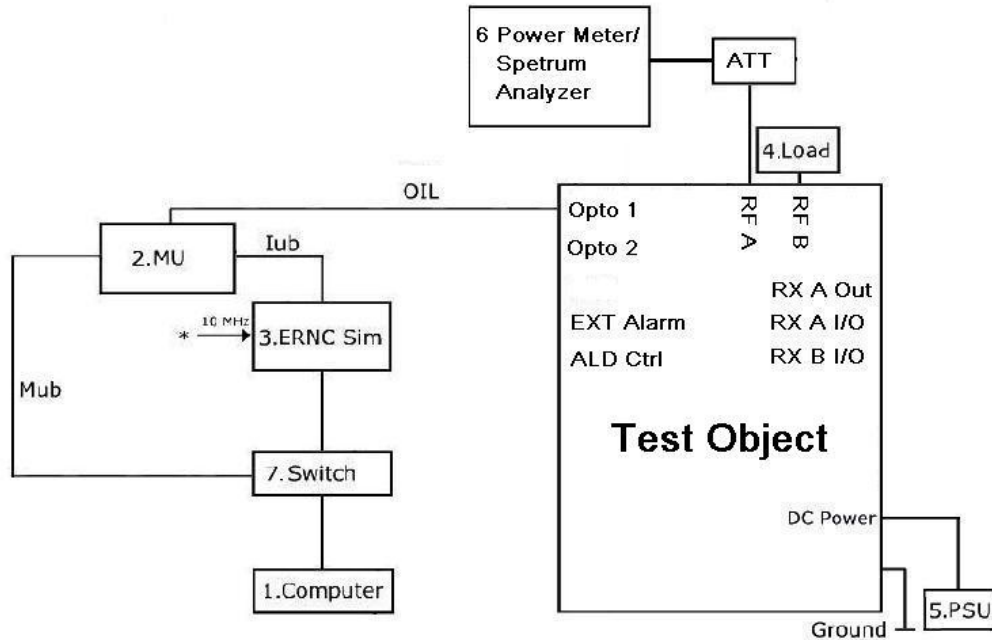 6 Power Meter/
Spetrum
Analyzer
ATT
4.Load
OIL
Opto 1
RF A
RF B
Opto 2
2.MU
Iub
RX A Out
* 10 MHz
3.ERNC Sim
EXT Alarm
RX A I/O
ALD Ctrl
RX B I/O
Mub
Test Object
7.Switch
DC Power
1.Computer
5.PSU
Ground